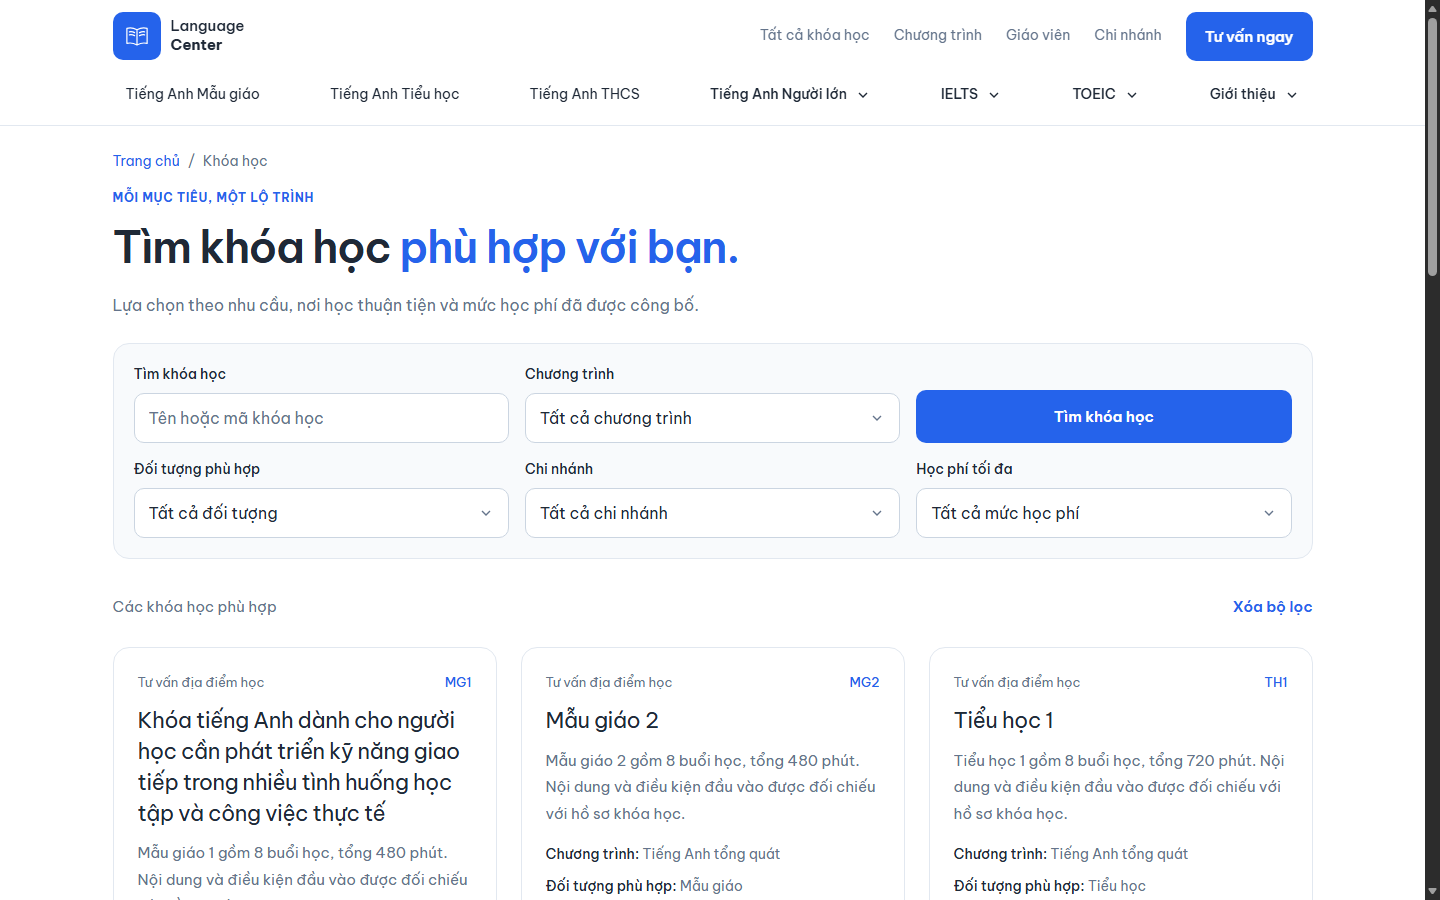 Language
Center
Tất cả khóa học
Chương trình
Giáo viên
Chi nhánh
Tư vấn ngay
Tiếng Anh Mẫu giáo
Tiếng Anh Tiểu học
Tiếng Anh THCS
Tiếng Anh Người lớn
IELTS
TOEIC
Giới thiệu
Trang chủ / Khóa học
MỖI MỤC TIÊU, MỘT LỘ TRÌNH
Tìm khóa học phù hợp với bạn.
Lựa chọn theo nhu cầu, nơi học thuận tiện và mức học phí đã được công bố.
Tìm khóa học
Tên hoặc mã khóa học
Chương trình
Tất cả chương trình
Tìm khóa học
Đối tượng phù hợp
Tất cả đối tượng
Chi nhánh
Tất cả chi nhánh
Học phí tối đa
Tất cả mức học phí
Các khóa học phù hợp
Xóa bộ lọc
Tư vấn địa điểm học
MG1
Khóa tiếng Anh dành cho người
học cần phát triển kỹ năng giao
tiếp trong nhiều tình huống học
tập và công việc thực tế
Mẫu giáo 1 gồm 8 buổi học, tổng 480 phút.
Nội dung và điều kiện đầu vào được đối chiếu
Tư vấn địa điểm học
MG2
Mẫu giáo 2
Mẫu giáo 2 gồm 8 buổi học, tổng 480 phút.
Nội dung và điều kiện đầu vào được đối chiếu
với hồ sơ khóa học.
Chương trình: Tiếng Anh tổng quát
Đối tượng phù hợp: Mẫu giáo
Tư vấn địa điểm học
TH1
Tiểu học 1
Tiểu học 1 gồm 8 buổi học, tổng 720 phút. Nội
dung và điều kiện đầu vào được đối chiếu với
hồ sơ khóa học.
Chương trình: Tiếng Anh tổng quát
Đối tượng phù hợp: Tiểu học